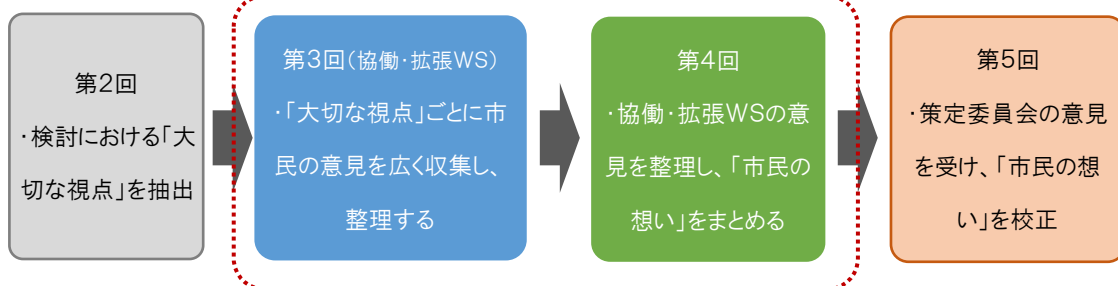 第2回
・検討における「大
切な視点」を抽出
第3回（協働・拡張WS）
・「大切な視点」ごとに市
民の意見を広く収集し、
整理する
第4回
・協働・拡張WSの意
見を整理し、「市民の
想い」をまとめる
第5回
・策定委員会の意見
を受け、「市民の想
い」を校正